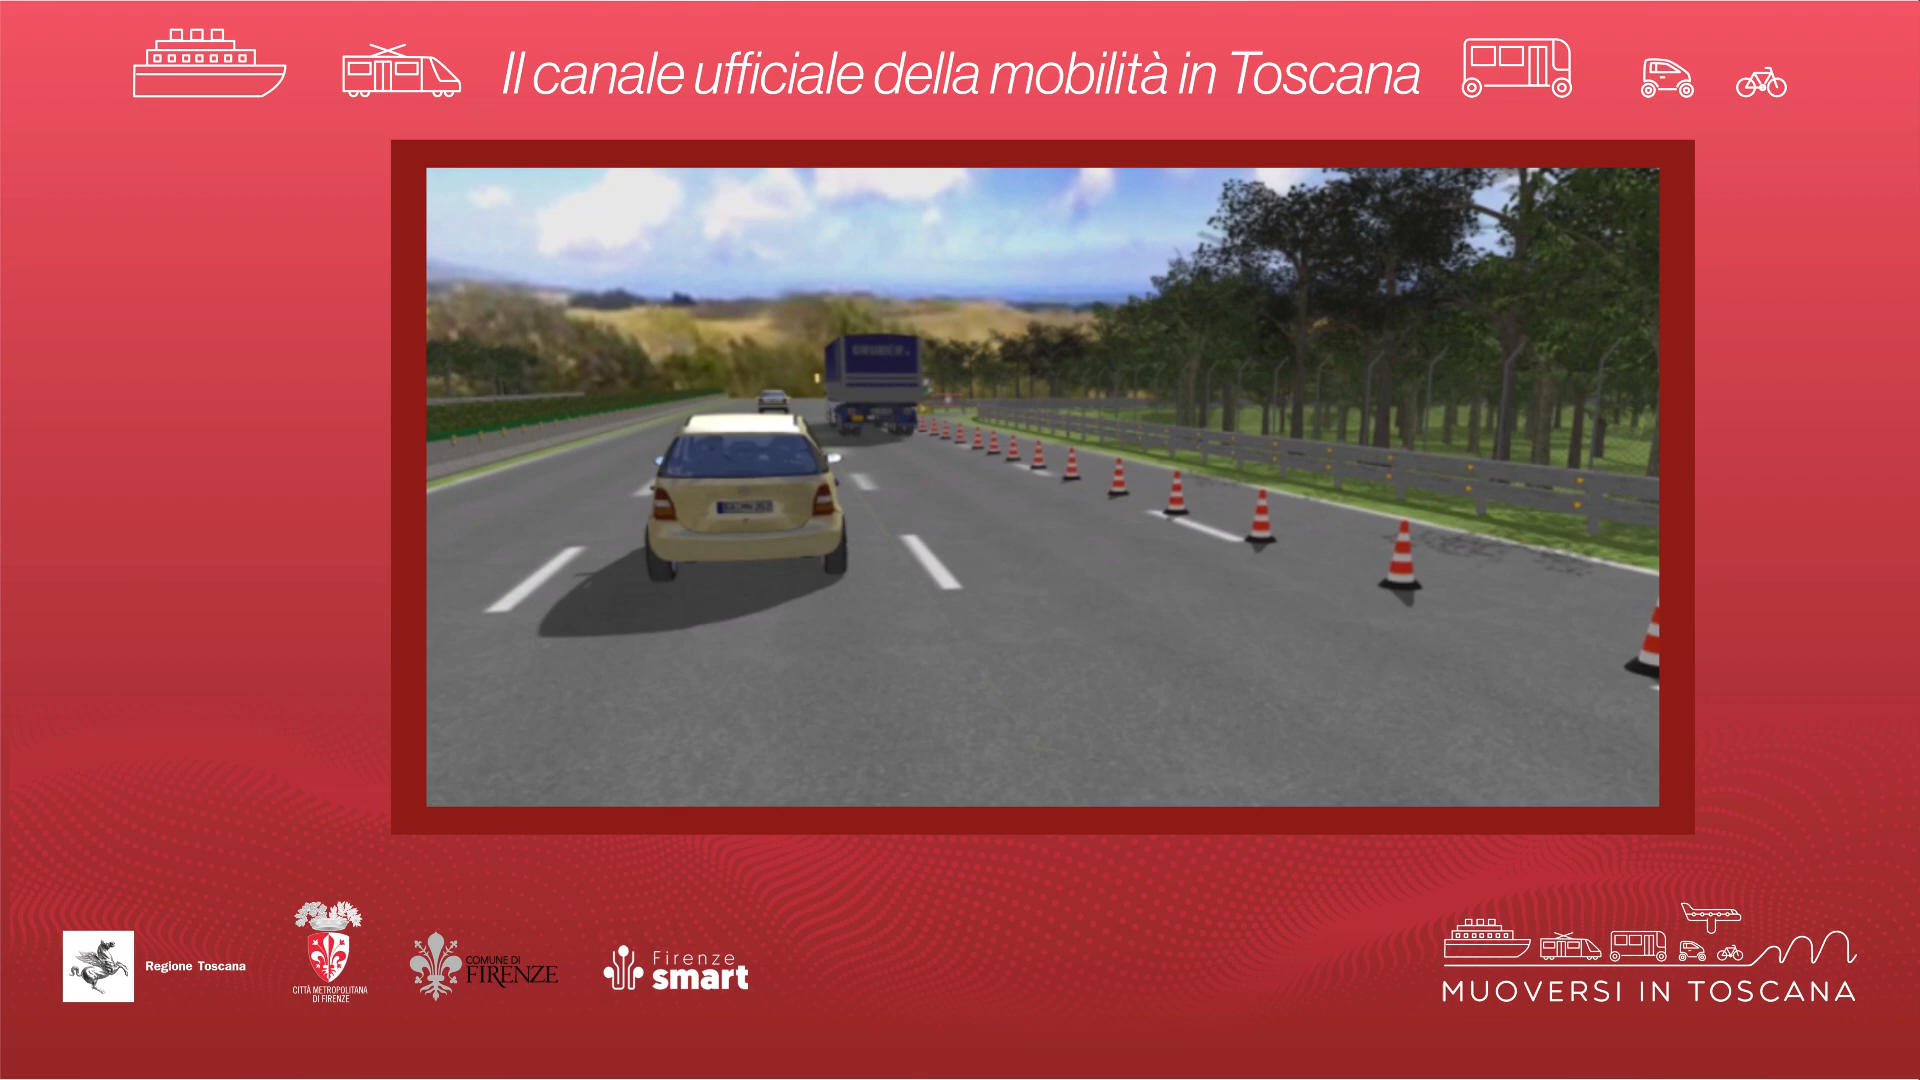 Il canale ufficiale della mobilità in Toscana
Regione Toscana
CITTÀ METROPOLITANA
DI FIRENZE
COMUNE DI
FIRENZE
Firenze
smart
MUOVERSI IN TOSCANA